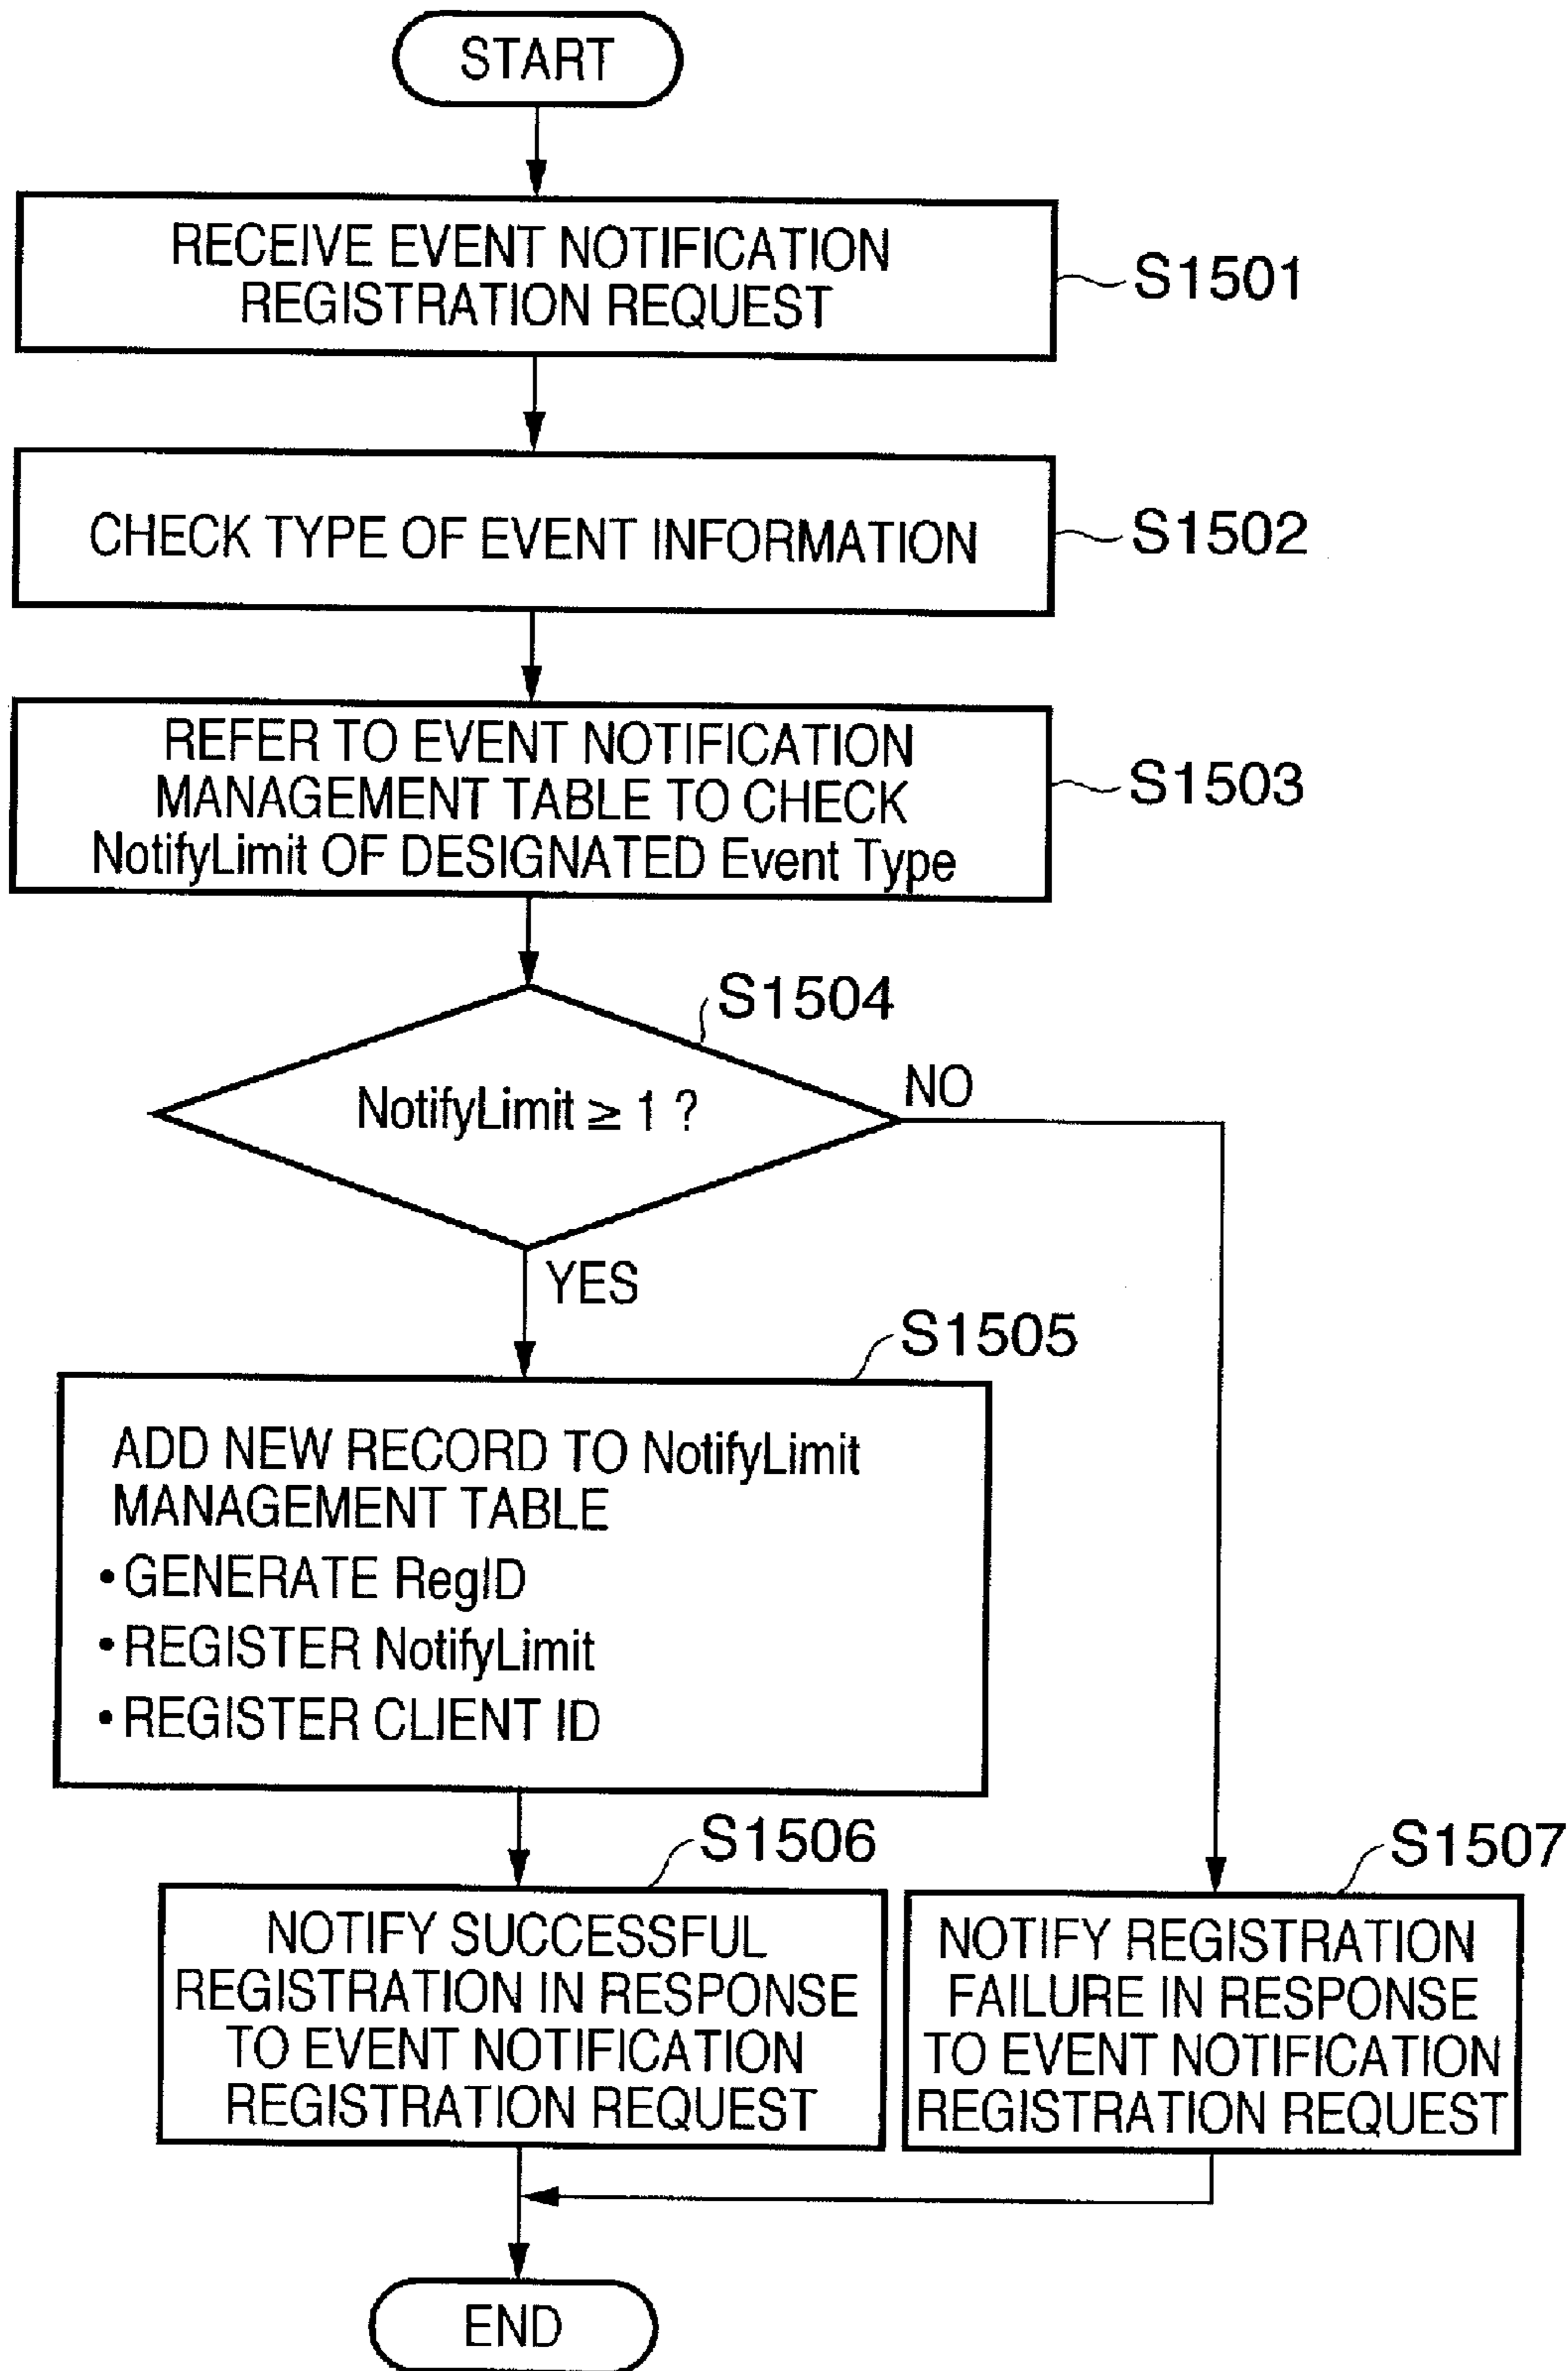 START
RECEIVE EVENT NOTIFICATION
REGISTRATION REQUEST
S1501
CHECK TYPE OF EVENT INFORMATION
S1502
REFER TO EVENT NOTIFICATION
MANAGEMENT TABLE TO CHECK
NotifyLimit OF DESIGNATED Event Type
S1503
S1504
NotifyLimit ≥ 1 ?
NO
YES
S1505
ADD NEW RECORD TO NotifyLimit
MANAGEMENT TABLE
• GENERATE RegID
• REGISTER NotifyLimit
• REGISTER CLIENT ID
S1506
NOTIFY SUCCESSFUL
REGISTRATION IN RESPONSE
TO EVENT NOTIFICATION
REGISTRATION REQUEST
S1507
NOTIFY REGISTRATION
FAILURE IN RESPONSE
TO EVENT NOTIFICATION
REGISTRATION REQUEST
END